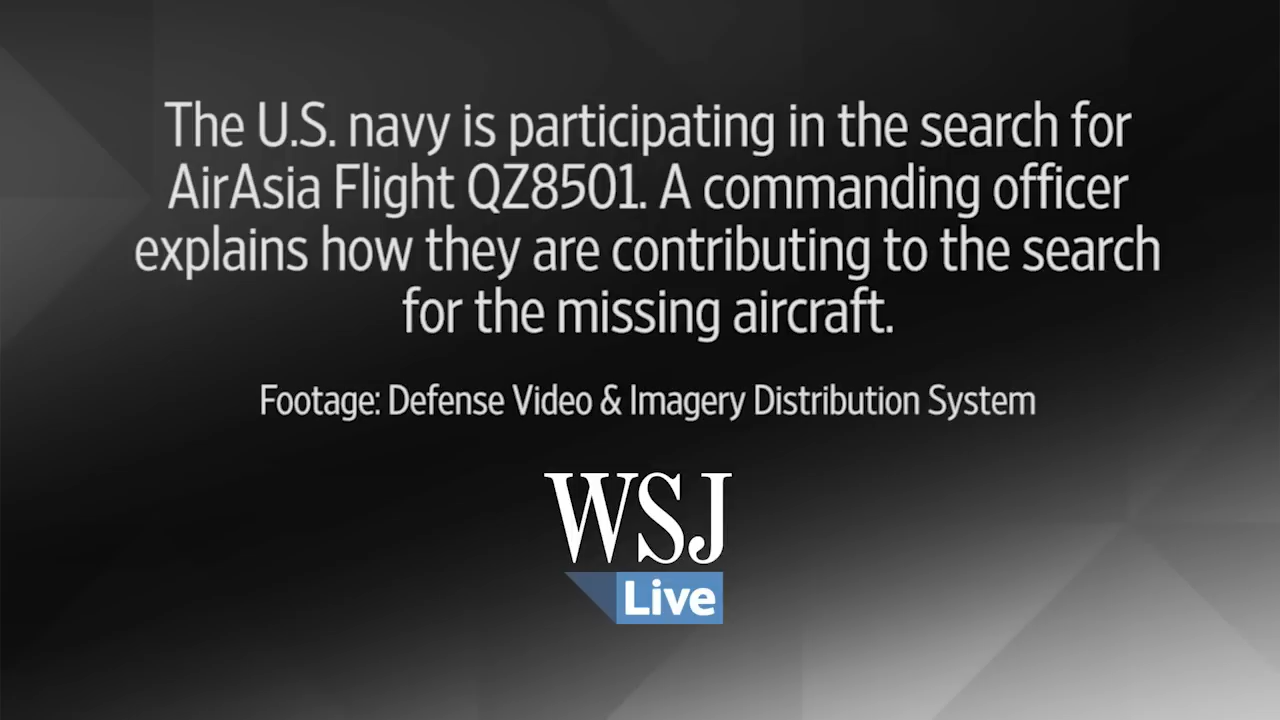 The U.S. navy is participating in the search for
AirAsia Flight QZ8501. A commanding officer
explains how they are contributing to the search
for the missing aircraft.
Footage: Defense Video & Imagery Distribution System
WSJ
Live